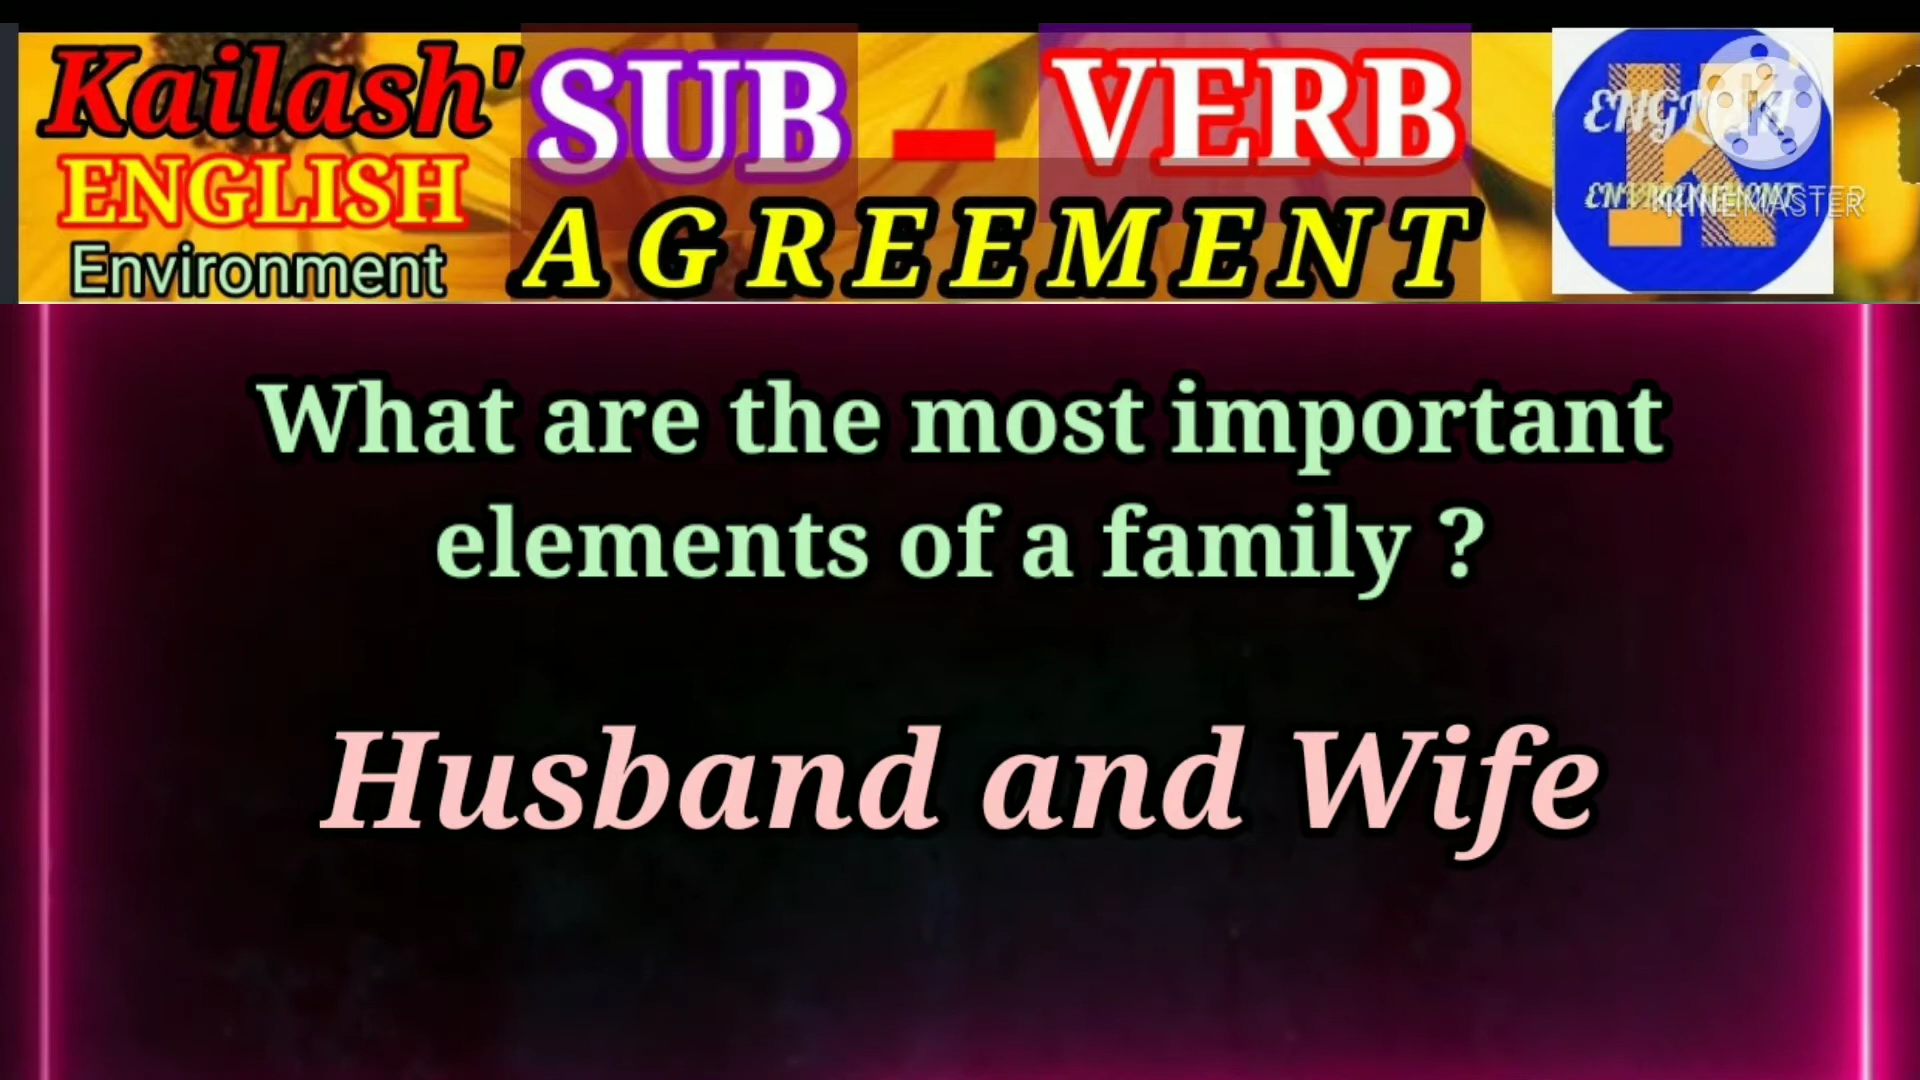 Kailash'
ENGLISH
Environment
SUB - VERB
AGREEMENT
KINEMASTER
What are the most important
elements of a family ?
Husband and Wife